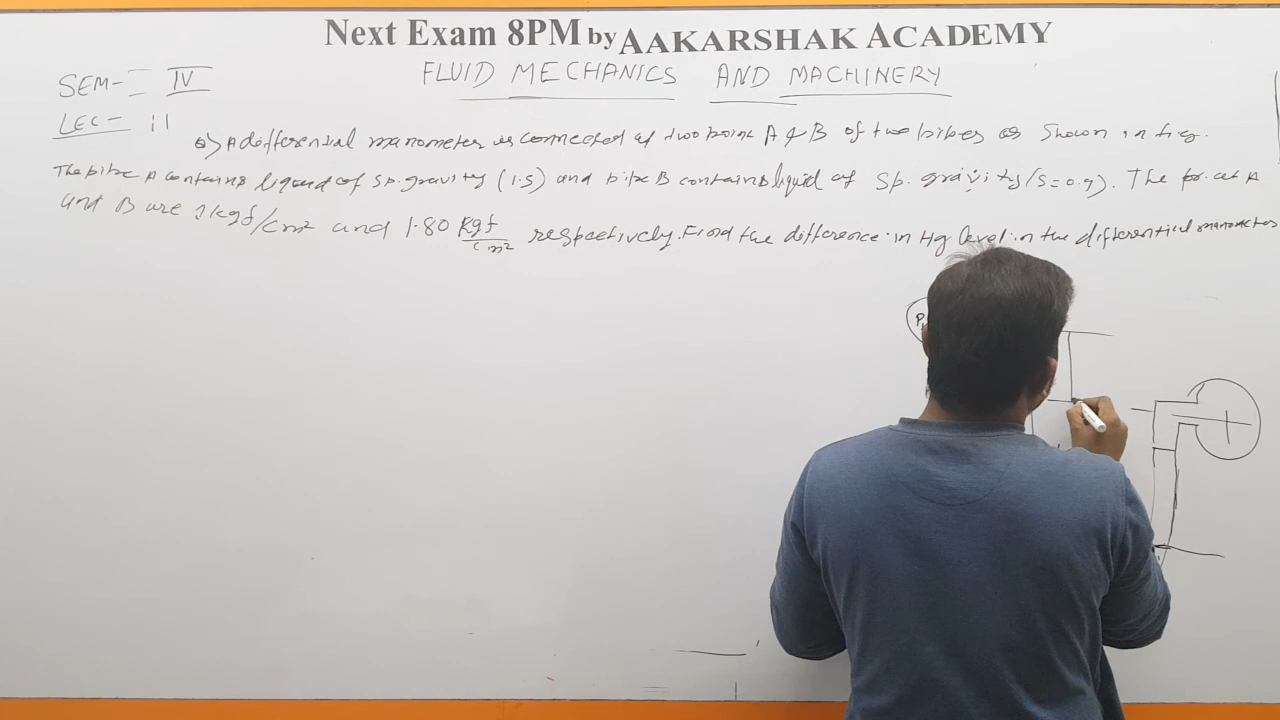 Next Exam 8PM by AAKARSHAK ACADEMY
FLUID MECHANICS AND MACHINERY
SEM- IV
LEC- 11
Q) A differential manometer is connected at two point A & B of two pipes as shown in fig.
The pipe A contains liquid of sp. gravity (1.5) and pipe B contains liquid of sp. gravity (S=0.9). The pr. at A
and B are 1 kgf/cm² and 1.80 kgf/cm² respectively. Find the difference in Hg level in the differential manometer
P